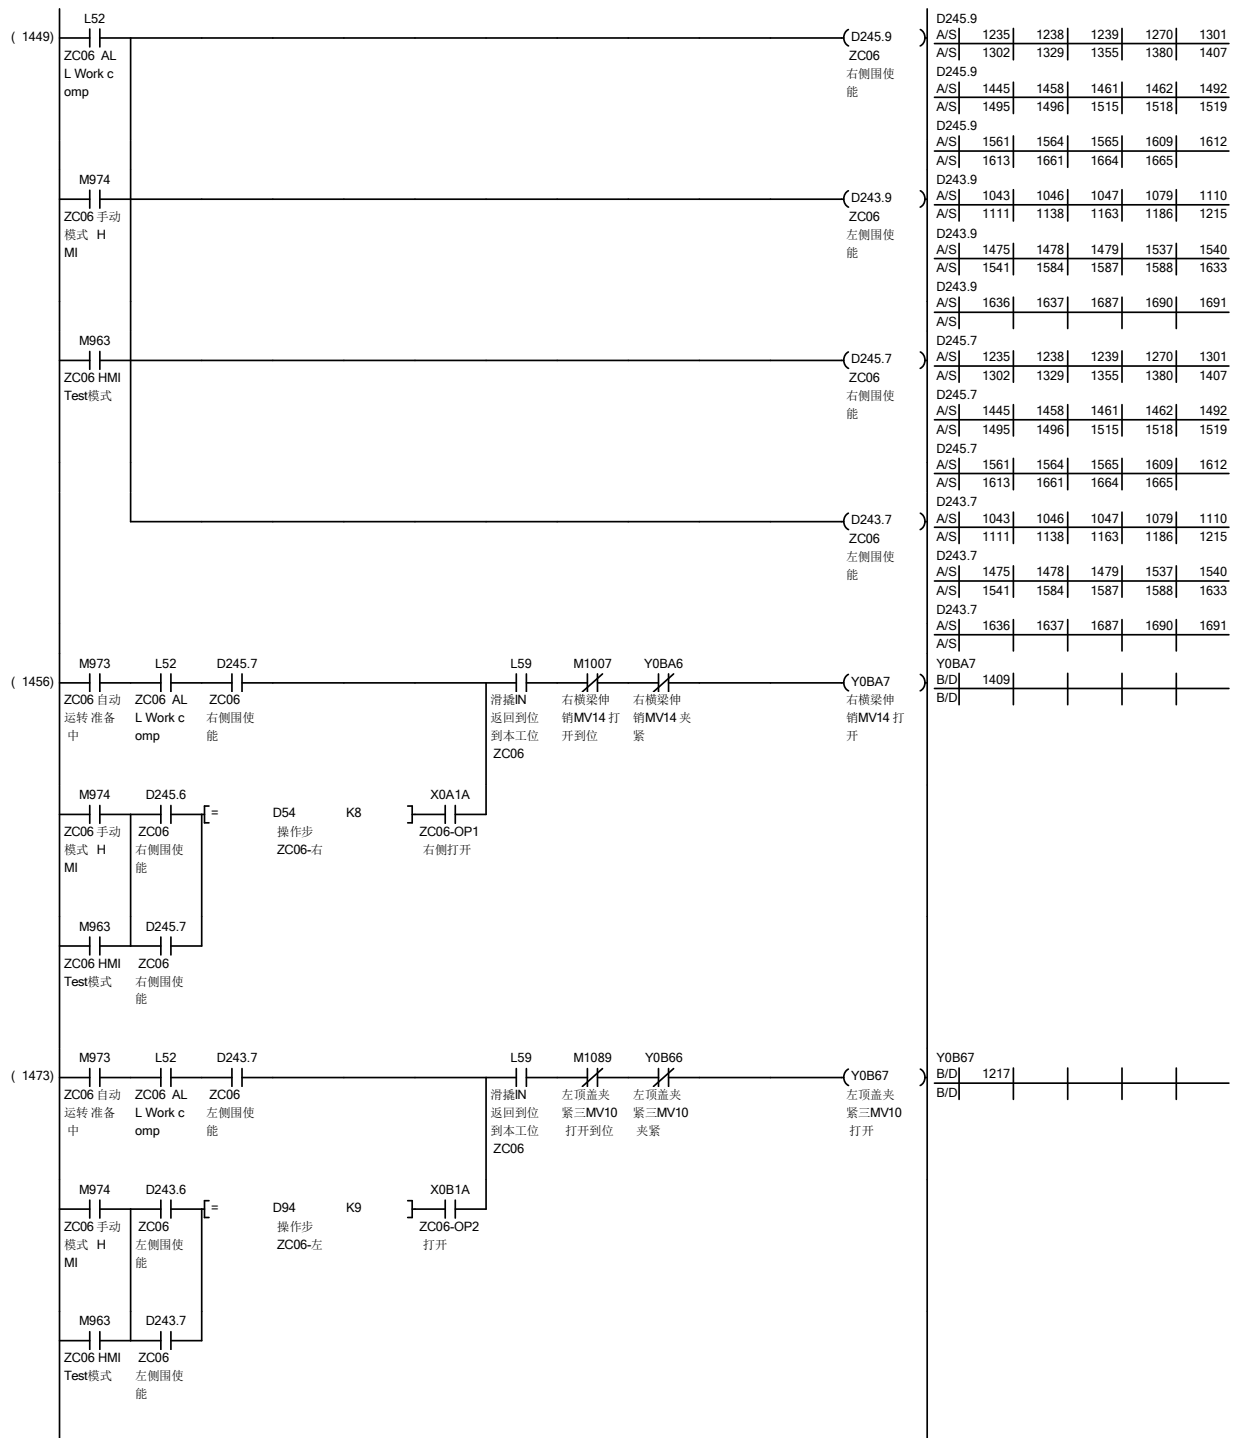 L52
( 1449)
ZC06 AL
L Work c
omp
D245.9
ZC06
右侧围使
能
D245.9
A/S 1235 1238 1239 1270 1301
A/S 1302 1329 1355 1380 1407
D245.9
A/S 1445 1458 1461 1462 1492
A/S 1495 1496 1515 1518 1519
D245.9
A/S 1561 1564 1565 1609 1612
A/S 1613 1661 1664 1665
M974
ZC06 手动
模式 H
MI
D243.9
ZC06
左侧围使
能
D243.9
A/S 1043 1046 1047 1079 1110
A/S 1111 1138 1163 1186 1215
D243.9
A/S 1475 1478 1479 1537 1540
A/S 1541 1584 1587 1588 1633
D243.9
A/S 1636 1637 1687 1690 1691
A/S
M963
ZC06 HMI
Test模式
D245.7
ZC06
右侧围使
能
D245.7
A/S 1235 1238 1239 1270 1301
A/S 1302 1329 1355 1380 1407
D245.7
A/S 1445 1458 1461 1462 1492
A/S 1495 1496 1515 1518 1519
D245.7
A/S 1561 1564 1565 1609 1612
A/S 1613 1661 1664 1665
D243.7
ZC06
左侧围使
能
D243.7
A/S 1043 1046 1047 1079 1110
A/S 1111 1138 1163 1186 1215
D243.7
A/S 1475 1478 1479 1537 1540
A/S 1541 1584 1587 1588 1633
D243.7
A/S 1636 1637 1687 1690 1691
A/S
M973 L52 D245.7 L59 M1007 Y0BA6
( 1456) Y0BA7
ZC06 自动 ZC06 AL ZC06 滑撬IN 右横梁伸 右横梁伸 右横梁伸
运转 准备 L Work c 右侧围使 返回到位 销MV14 打 销MV14 夹 销MV14 打
中 omp 能 到本工位 开到位 紧 开
ZC06
Y0BA7
B/D 1409
B/D
M974 D245.6 X0A1A
= D54 K8
ZC06 手动 ZC06 操作步 ZC06-OP1
模式 H 右侧围使 ZC06-右 右侧打开
MI 能
M963 D245.7
ZC06 HMI ZC06
Test模式 右侧围使
能
M973 L52 D243.7 L59 M1089 Y0B66
( 1473) Y0B67
ZC06 自动 ZC06 AL ZC06 滑撬IN 左顶盖夹 左顶盖夹 左顶盖夹
运转 准备 L Work c 左侧围使 返回到位 紧三MV10 紧三MV10 紧三MV10
中 omp 能 到本工位 打开到位 夹紧 打开
ZC06
Y0B67
B/D 1217
B/D
M974 D243.6 X0B1A
= D94 K9
ZC06 手动 ZC06 操作步 ZC06-OP2
模式 H 左侧围使 ZC06-左 打开
MI 能
M963 D243.7
ZC06 HMI ZC06
Test模式 左侧围使
能